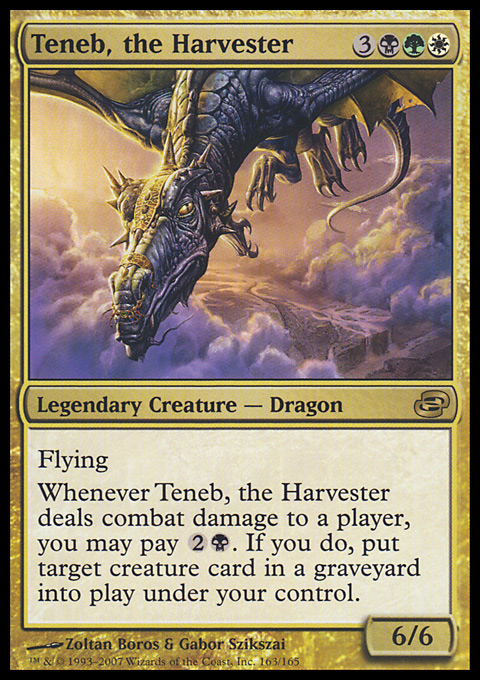 Teneb, the Harvester 3
Legendary Creature — Dragon
Flying
Whenever Teneb, the Harvester
deals combat damage to a player,
you may pay 2. If you do, put
target creature card in a graveyard
into play under your control.
6/6
Zoltan Boros & Gabor Szikszai
™ & © 1993–2007 Wizards of the Coast, Inc. 163/165